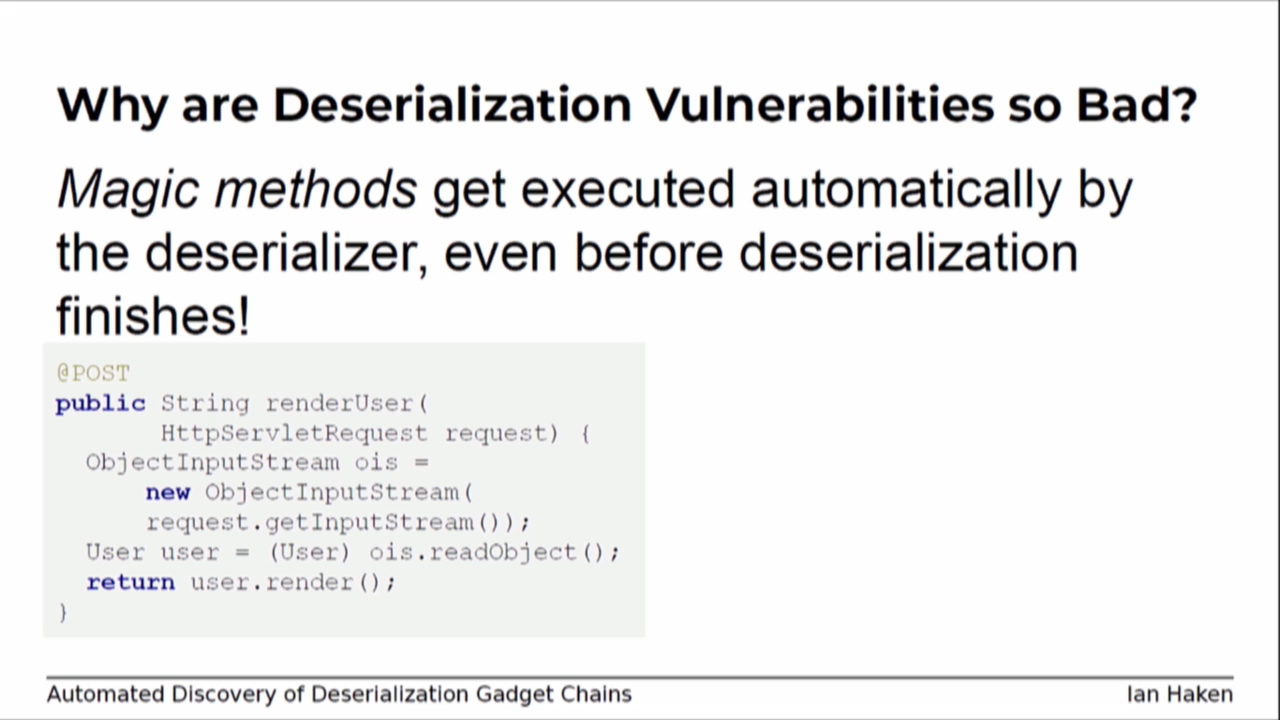 Why are Deserialization Vulnerabilities so Bad?
Magic methods get executed automatically by
the deserializer, even before deserialization
finishes!
@POST
public String renderUser(
HttpServletRequest request) {
ObjectInputStream ois =
new ObjectInputStream(
request.getInputStream());
User user = (User) ois.readObject();
return user.render();
}
Automated Discovery of Deserialization Gadget Chains
Ian Haken